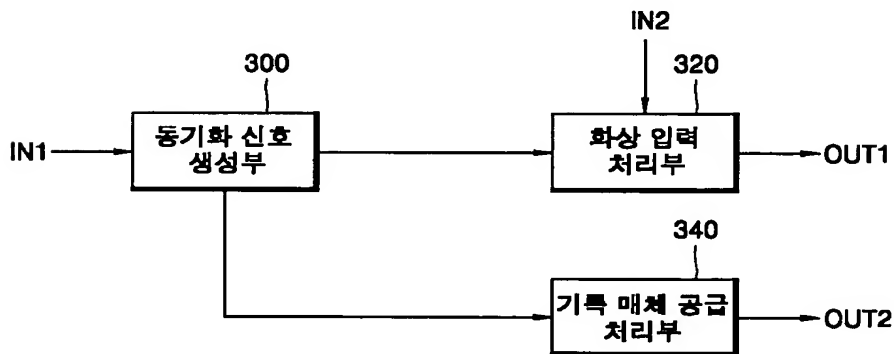 IN2
300
320
IN1
동기화 신호
생성부
화상 입력
처리부
OUT1
340
기록 매체 공급
처리부
OUT2